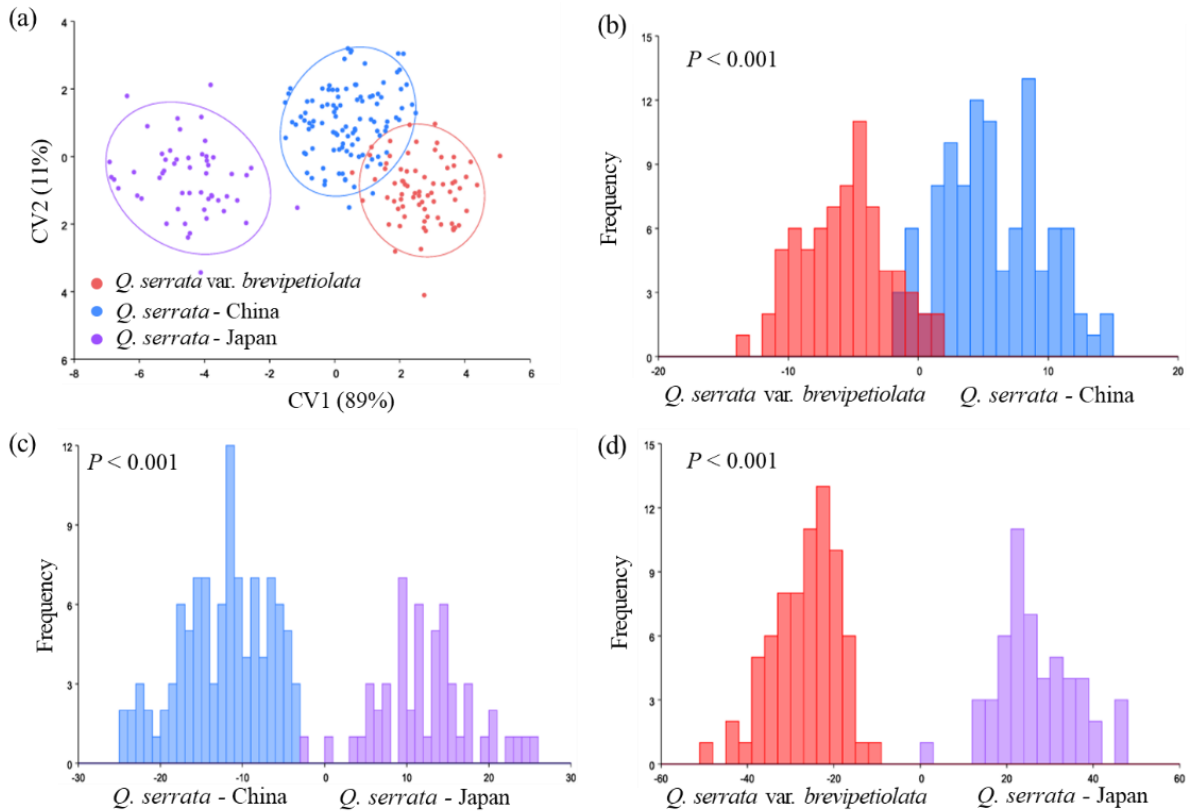 (a)
4
2
0
2
4
6
-8
-6
-4
-2
0
2
4
6
CV2 (11%)
CV1 (89%)
Q. serrata var. brevipetiolata
Q. serrata - China
Q. serrata - Japan
(b)
P < 0.001
15
12
9
6
3
0
-20
-10
0
10
20
Frequency
Q. serrata var. brevipetiolata
Q. serrata - China
(c)
P < 0.001
12
9
6
3
0
-30
-20
-10
0
10
20
30
Frequency
Q. serrata - China
Q. serrata - Japan
(d)
P < 0.001
15
12
9
6
3
0
-60
-40
-20
0
20
40
60
Frequency
Q. serrata var. brevipetiolata
Q. serrata - Japan